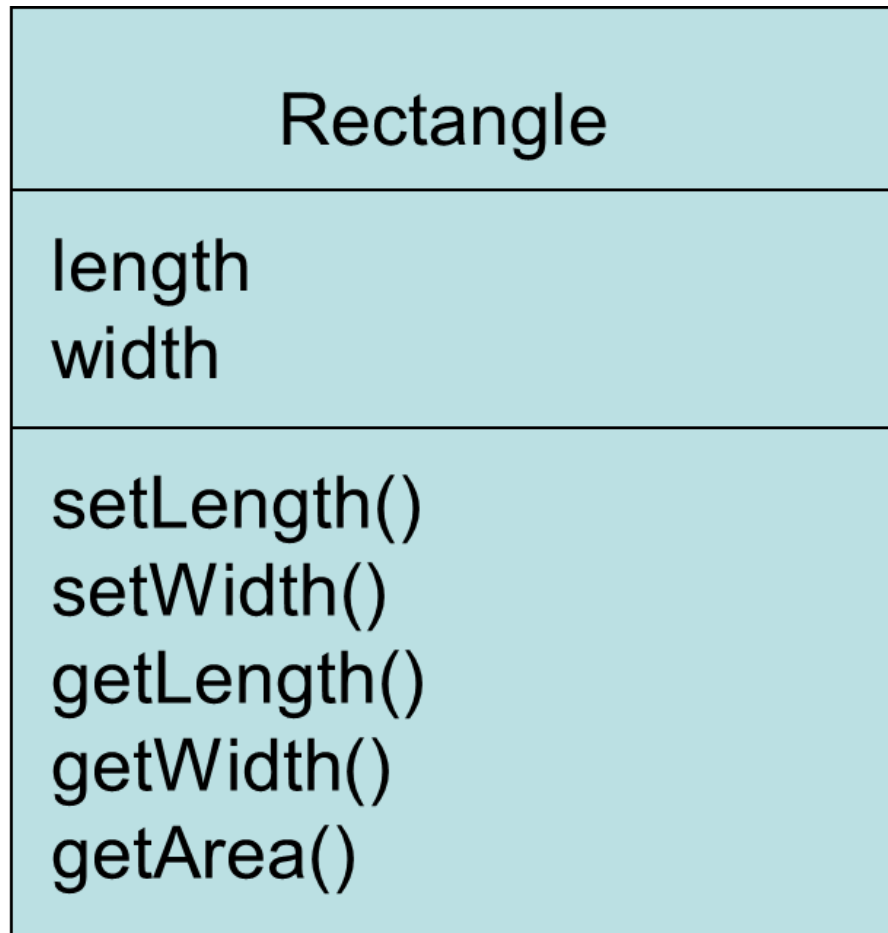 Rectangle
length
width
setLength()
setWidth()
getLength()
getWidth()
getArea()